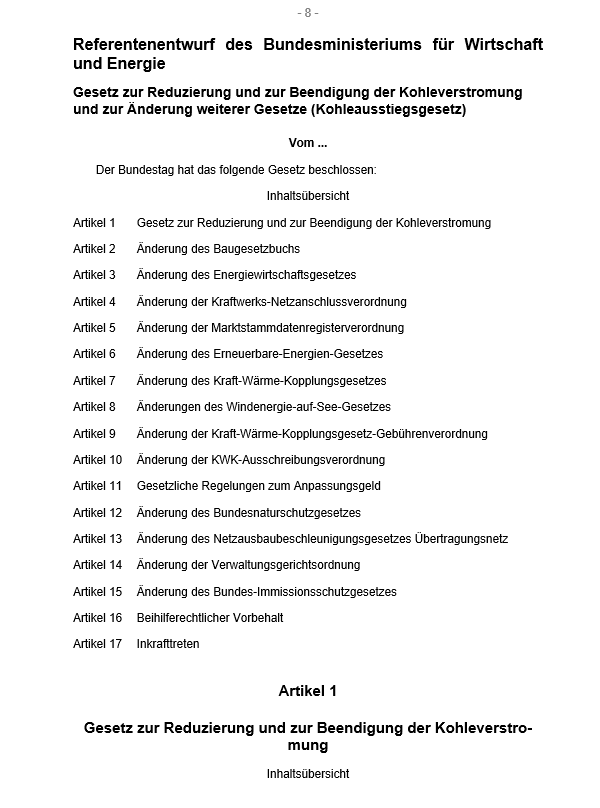 - 8 -
Referentenentwurf des Bundesministeriums für Wirtschaft
und Energie
Gesetz zur Reduzierung und zur Beendigung der Kohleverstromung
und zur Änderung weiterer Gesetze (Kohleausstiegsgesetz)
Vom ...
Der Bundestag hat das folgende Gesetz beschlossen:
Inhaltsübersicht
Artikel 1 Gesetz zur Reduzierung und zur Beendigung der Kohleverstromung
Artikel 2 Änderung des Baugesetzbuchs
Artikel 3 Änderung des Energiewirtschaftsgesetzes
Artikel 4 Änderung der Kraftwerks-Netzanschlussverordnung
Artikel 5 Änderung der Marktstammdatenregisterverordnung
Artikel 6 Änderung des Erneuerbare-Energien-Gesetzes
Artikel 7 Änderung des Kraft-Wärme-Kopplungsgesetzes
Artikel 8 Änderungen des Windenergie-auf-See-Gesetzes
Artikel 9 Änderung der Kraft-Wärme-Kopplungsgesetz-Gebührenverordnung
Artikel 10 Änderung der KWK-Ausschreibungsverordnung
Artikel 11 Gesetzliche Regelungen zum Anpassungsgeld
Artikel 12 Änderung des Bundesnaturschutzgesetzes
Artikel 13 Änderung des Netzausbaubeschleunigungsgesetzes Übertragungsnetz
Artikel 14 Änderung der Verwaltungsgerichtsordnung
Artikel 15 Änderung des Bundes-Immissionsschutzgesetzes
Artikel 16 Beihilferechtlicher Vorbehalt
Artikel 17 Inkrafttreten
Artikel 1
Gesetz zur Reduzierung und zur Beendigung der Kohleverstro-
mung
Inhaltsübersicht